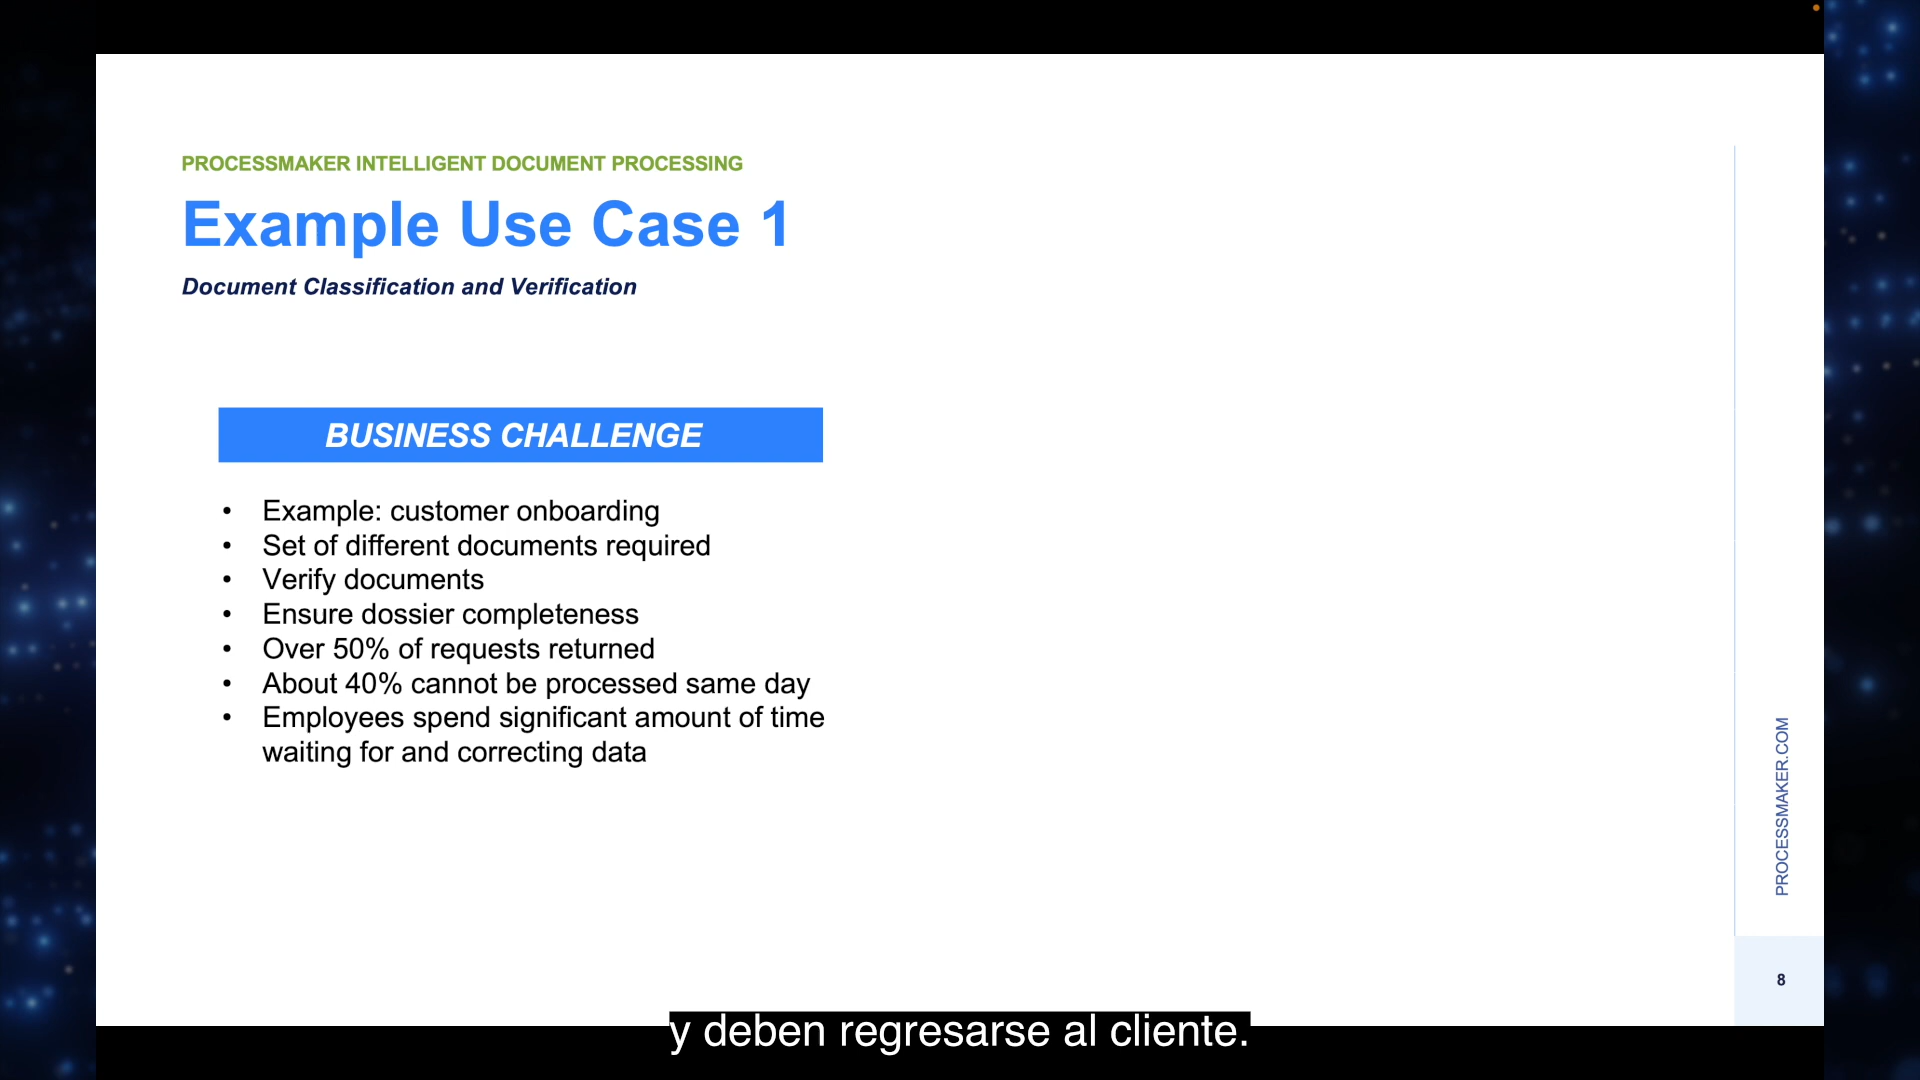 PROCESSMAKER INTELLIGENT DOCUMENT PROCESSING
Example Use Case 1
Document Classification and Verification
BUSINESS CHALLENGE
• Example: customer onboarding
• Set of different documents required
• Verify documents
• Ensure dossier completeness
• Over 50% of requests returned
• About 40% cannot be processed same day
• Employees spend significant amount of time
waiting for and correcting data
PROCESSMAKER.COM
8
y deben regresarse al cliente.